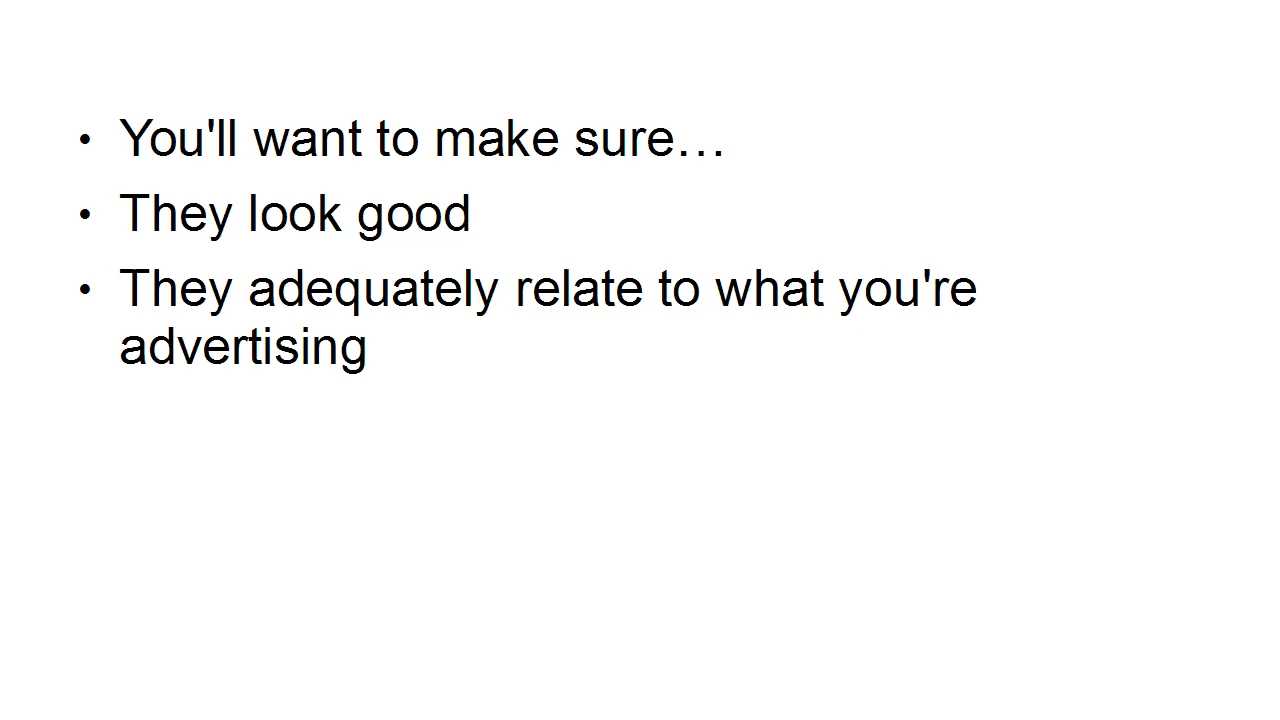 • You'll want to make sure…
• They look good
• They adequately relate to what you're
advertising